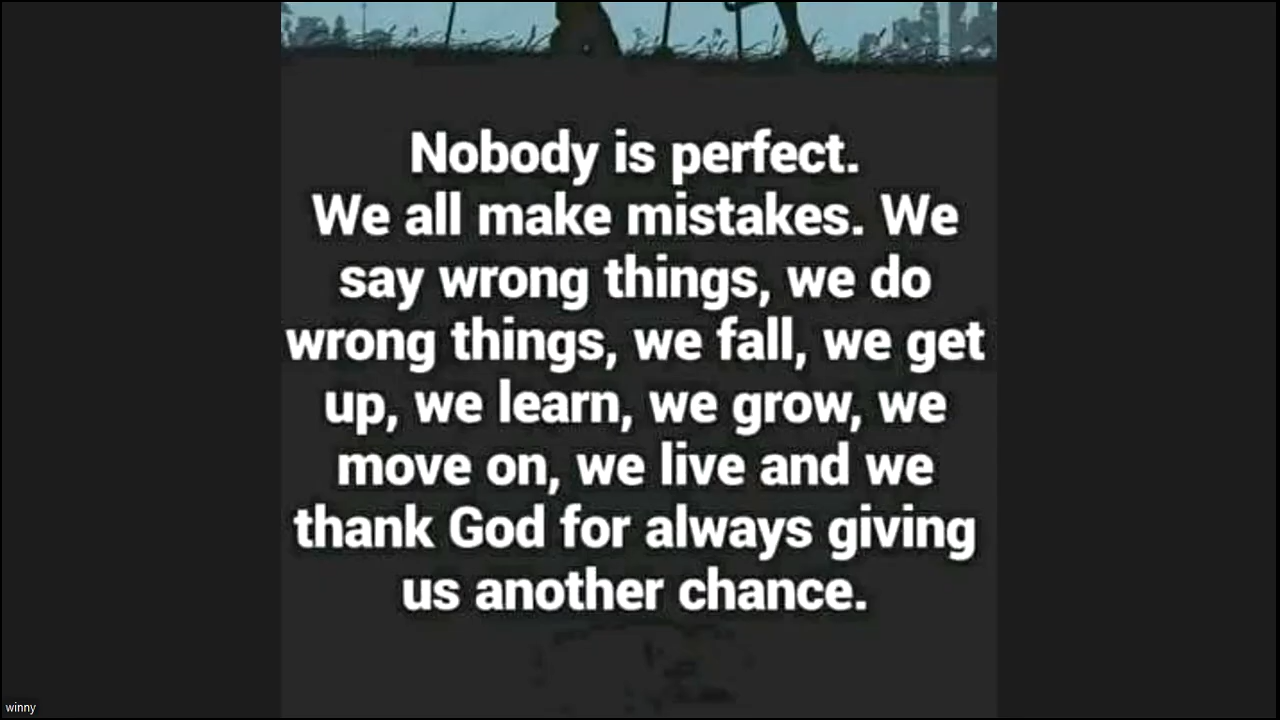 Nobody is perfect.
We all make mistakes. We
say wrong things, we do
wrong things, we fall, we get
up, we learn, we grow, we
move on, we live and we
thank God for always giving
us another chance.
winny